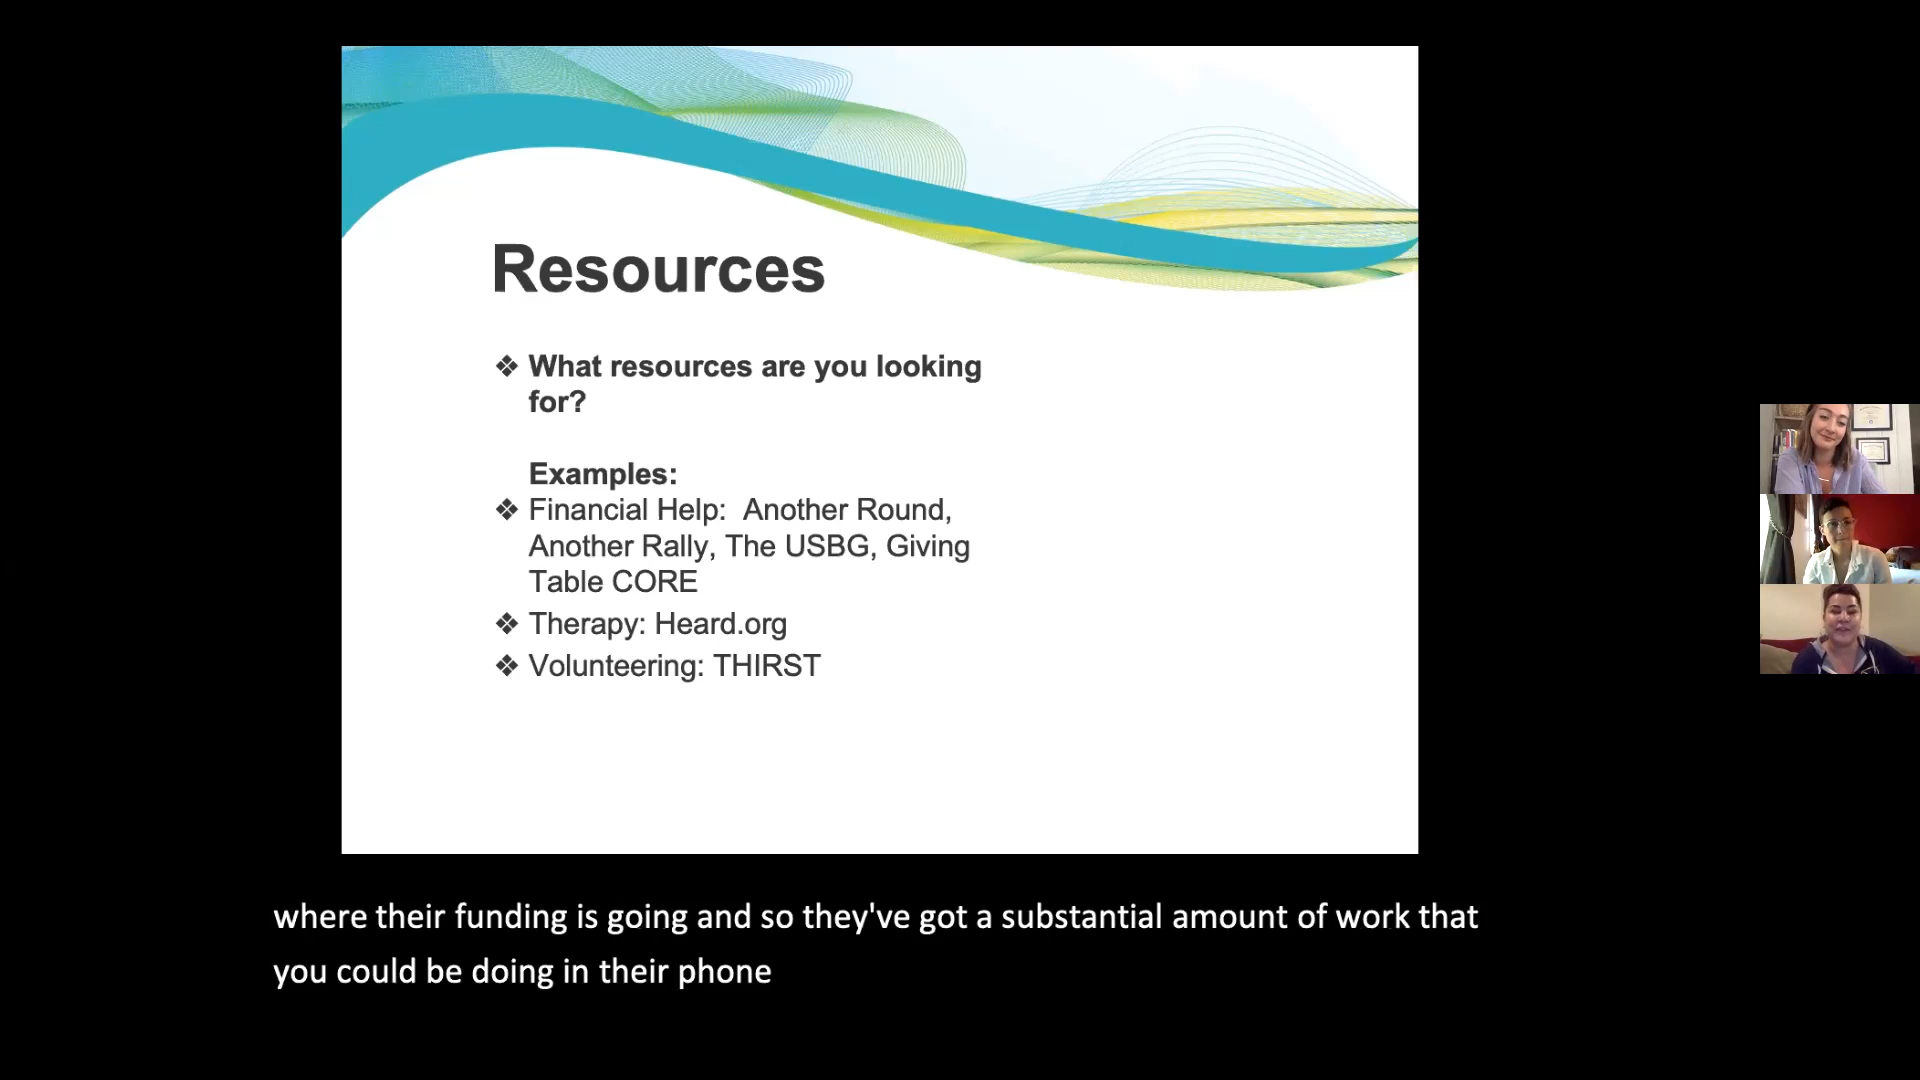 Resources
❖ What resources are you looking
for?
Examples:
❖ Financial Help:  Another Round,
Another Rally, The USBG, Giving
Table CORE
❖ Therapy: Heard.org
❖ Volunteering: THIRST
where their funding is going and so they've got a substantial amount of work that
you could be doing in their phone